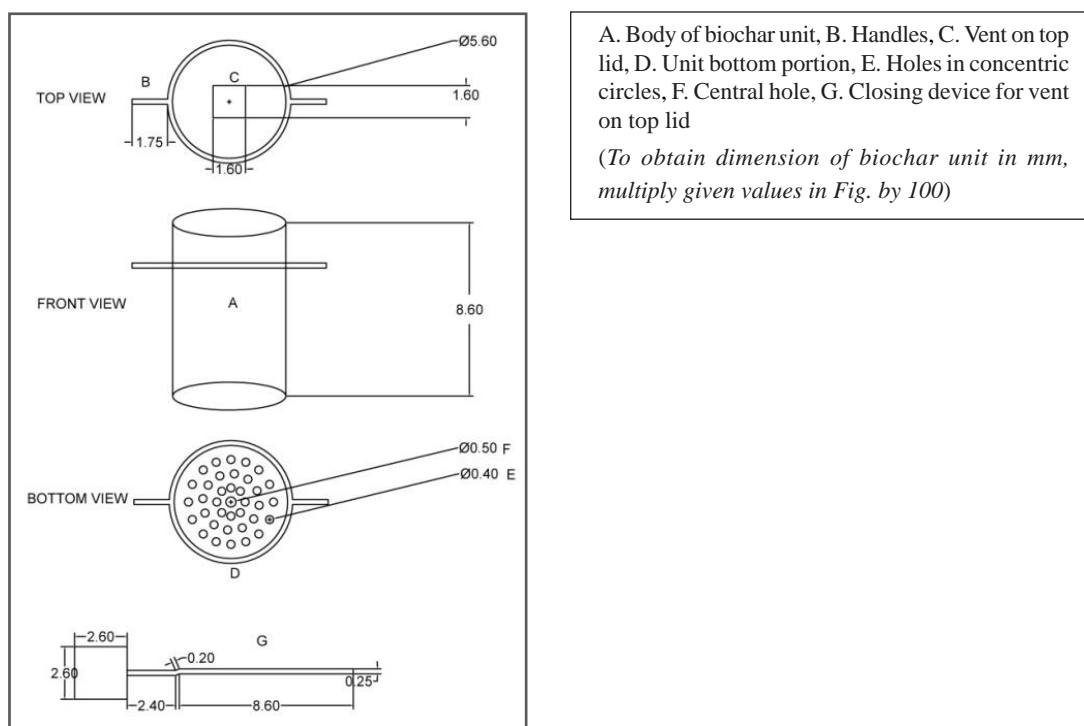 Ø5.60
B
C
TOP VIEW
1.60
1.75
1.60
FRONT VIEW
A
8.60
Ø0.50 F
Ø0.40 E
BOTTOM VIEW
D
2.60
G
0.20
2.60
0.25
2.40
8.60
A. Body of biochar unit, B. Handles, C. Vent on top
lid, D. Unit bottom portion, E. Holes in concentric
circles, F. Central hole, G. Closing device for vent
on top lid
(To obtain dimension of biochar unit in mm,
multiply given values in Fig. by 100)